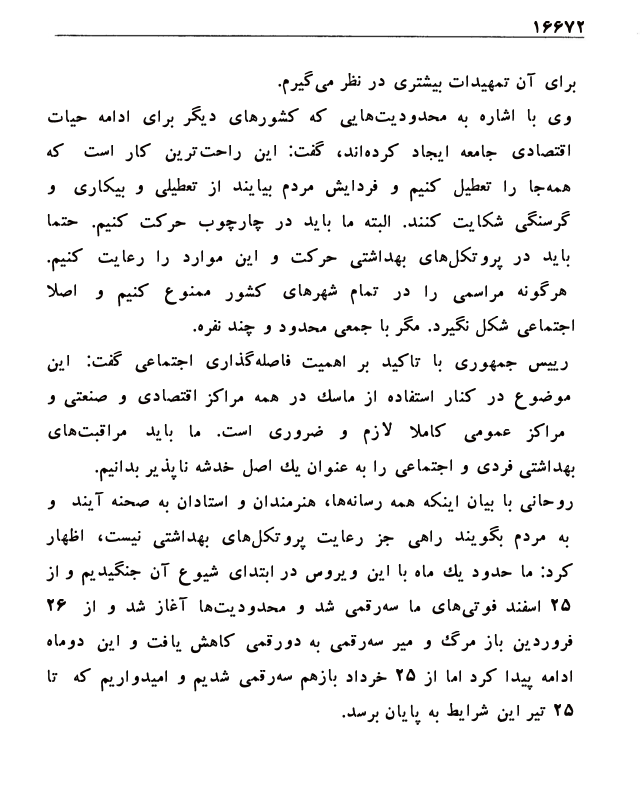 ۱۶۶۷۲
برای آن تمهیدات بیشتری در نظر می‌گیرم.
وی با اشاره به محدودیت‌هایی که کشورهای دیگر برای ادامه حیات
اقتصادی جامعه ایجاد کرده‌اند، گفت: این راحت‌ترین کار است که
همه‌جا را تعطیل کنیم و فردایش مردم بیایند از تعطیلی و بیکاری و
گرسنگی شکایت کنند. البته ما باید در چارچوب حرکت کنیم. حتما
باید در پروتکل‌های بهداشتی حرکت و این موارد را رعایت کنیم.
هرگونه مراسمی را در تمام شهرهای کشور ممنوع کنیم و اصلا
اجتماعی شکل نگیرد. مگر با جمعی محدود و چند نفره.
رییس جمهوری با تاکید بر اهمیت فاصله‌گذاری اجتماعی گفت: این
موضوع در کنار استفاده از ماسک در همه مراکز اقتصادی و صنعتی و
مراکز عمومی کاملا لازم و ضروری است. ما باید مراقبت‌های
بهداشتی فردی و اجتماعی را به عنوان یک اصل خدشه ناپذیر بدانیم.
روحانی با بیان اینکه همه رسانه‌ها، هنرمندان و استادان به صحنه آیند و
به مردم بگویند راهی جز رعایت پروتکل‌های بهداشتی نیست، اظهار
کرد: ما حدود یک ماه با این ویروس در ابتدای شیوع آن جنگیدیم و از
۲۵ اسفند فوتی‌های ما سه‌رقمی شد و محدودیت‌ها آغاز شد و از ۲۶
فروردین باز مرگ و میر سه‌رقمی به دورقمی کاهش یافت و این دوماه
ادامه پیدا کرد اما از ۲۵ خرداد بازهم سه‌رقمی شدیم و امیدواریم که تا
۲۵ تیر این شرایط به پایان برسد.